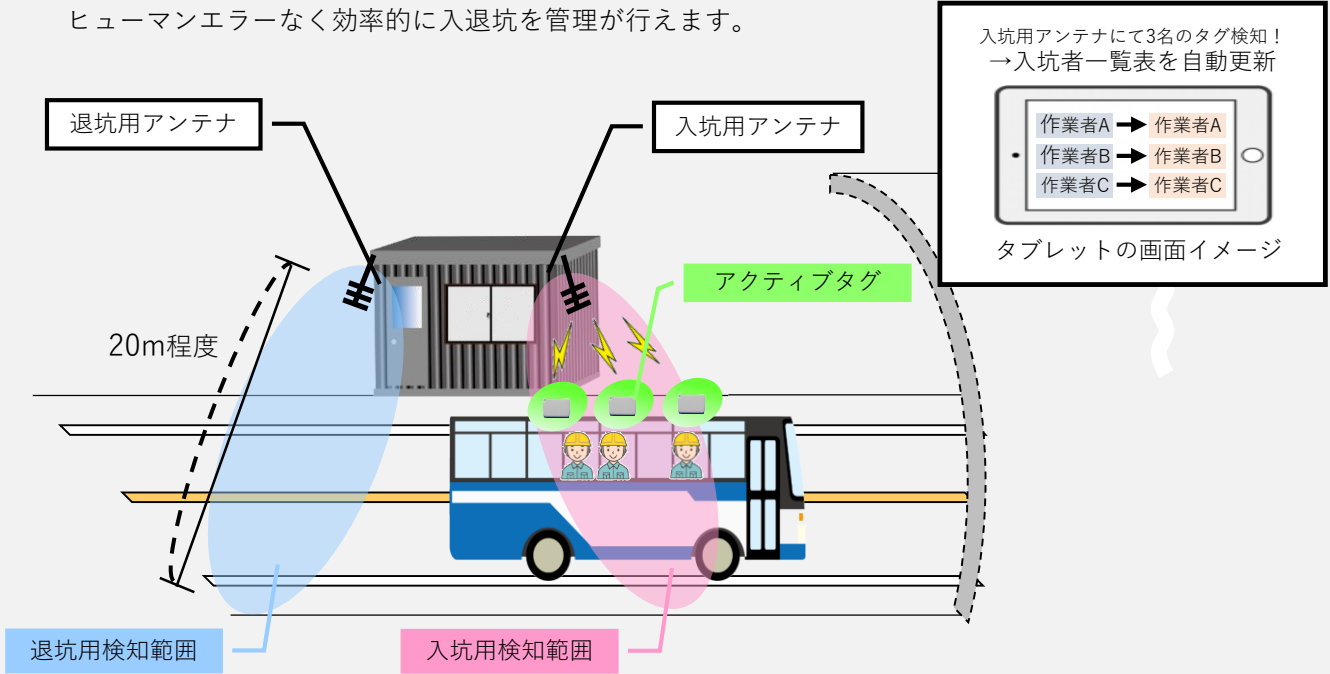 ヒューマンエラーなく効率的に入退坑を管理が行えます。
入坑用アンテナにて3名のタグ検知！
→入坑者一覧表を自動更新
作業者A 作業者A
作業者B 作業者B
作業者C 作業者C
タブレットの画面イメージ
退坑用アンテナ
入坑用アンテナ
アクティブタグ
20m程度
退坑用検知範囲
入坑用検知範囲